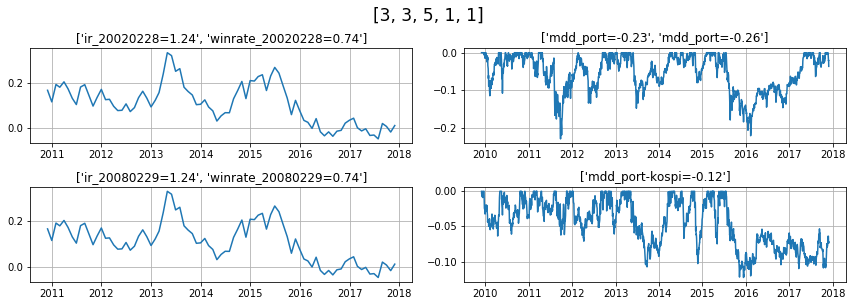 [3, 3, 5, 1, 1]
['ir_20020228=1.24', 'winrate_20020228=0.74']
0.2
0.0
2011 2012 2013 2014 2015 2016 2017 2018
['mdd_port=-0.23', 'mdd_port=-0.26']
0.0
−0.1
−0.2
2010 2011 2012 2013 2014 2015 2016 2017 2018
['ir_20080229=1.24', 'winrate_20080229=0.74']
0.2
0.0
2011 2012 2013 2014 2015 2016 2017 2018
['mdd_port-kospi=-0.12']
0.00
−0.05
−0.10
2010 2011 2012 2013 2014 2015 2016 2017 2018